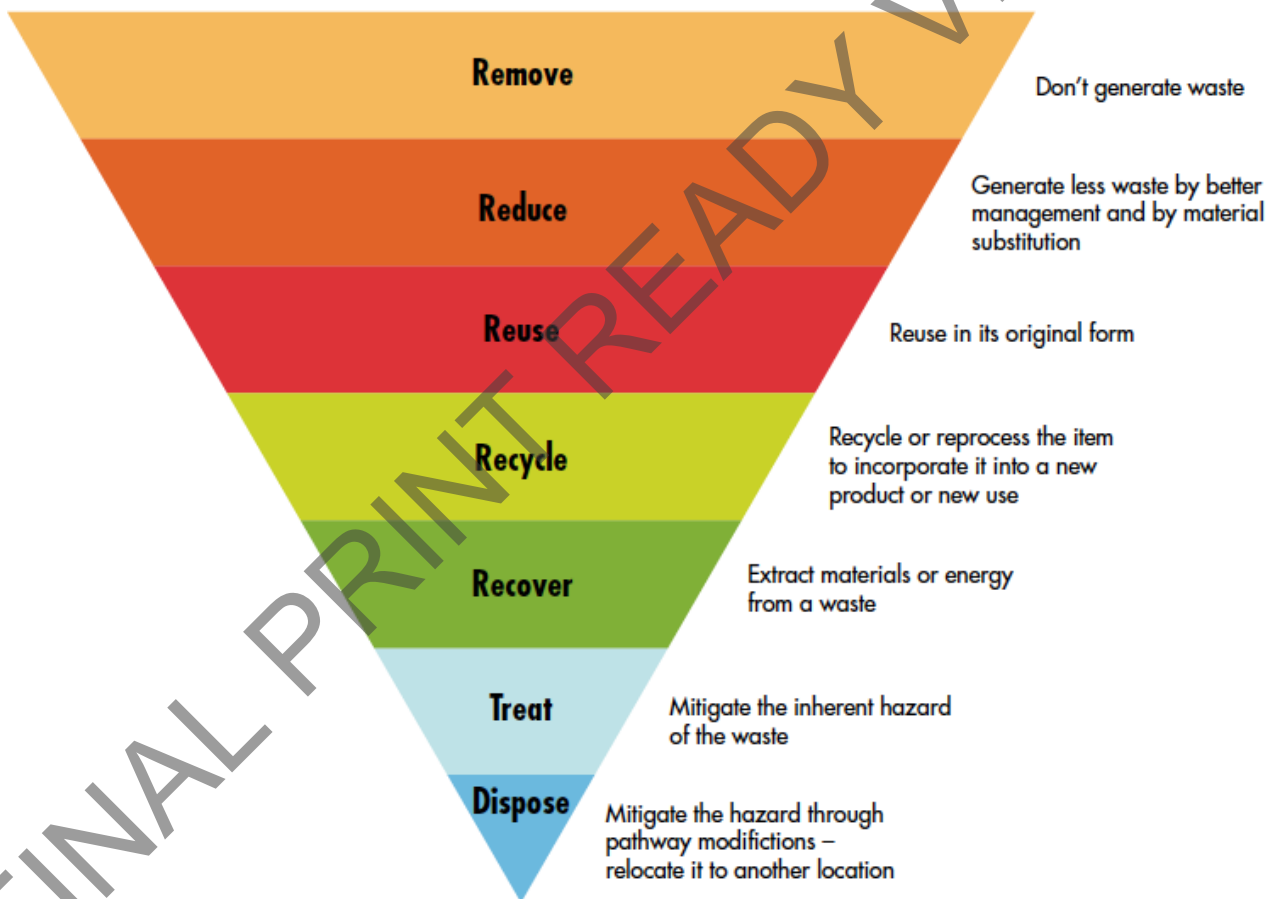 Remove
Don't generate waste
Reduce
Generate less waste by better
management and by material
substitution
Reuse
Reuse in its original form
Recycle
Recycle or reprocess the item
to incorporate it into a new
product or new use
Recover
Extract materials or energy
from a waste
Treat
Mitigate the inherent hazard
of the waste
Dispose
Mitigate the hazard through
pathway modifictions –
relocate it to another location
PRINT READY